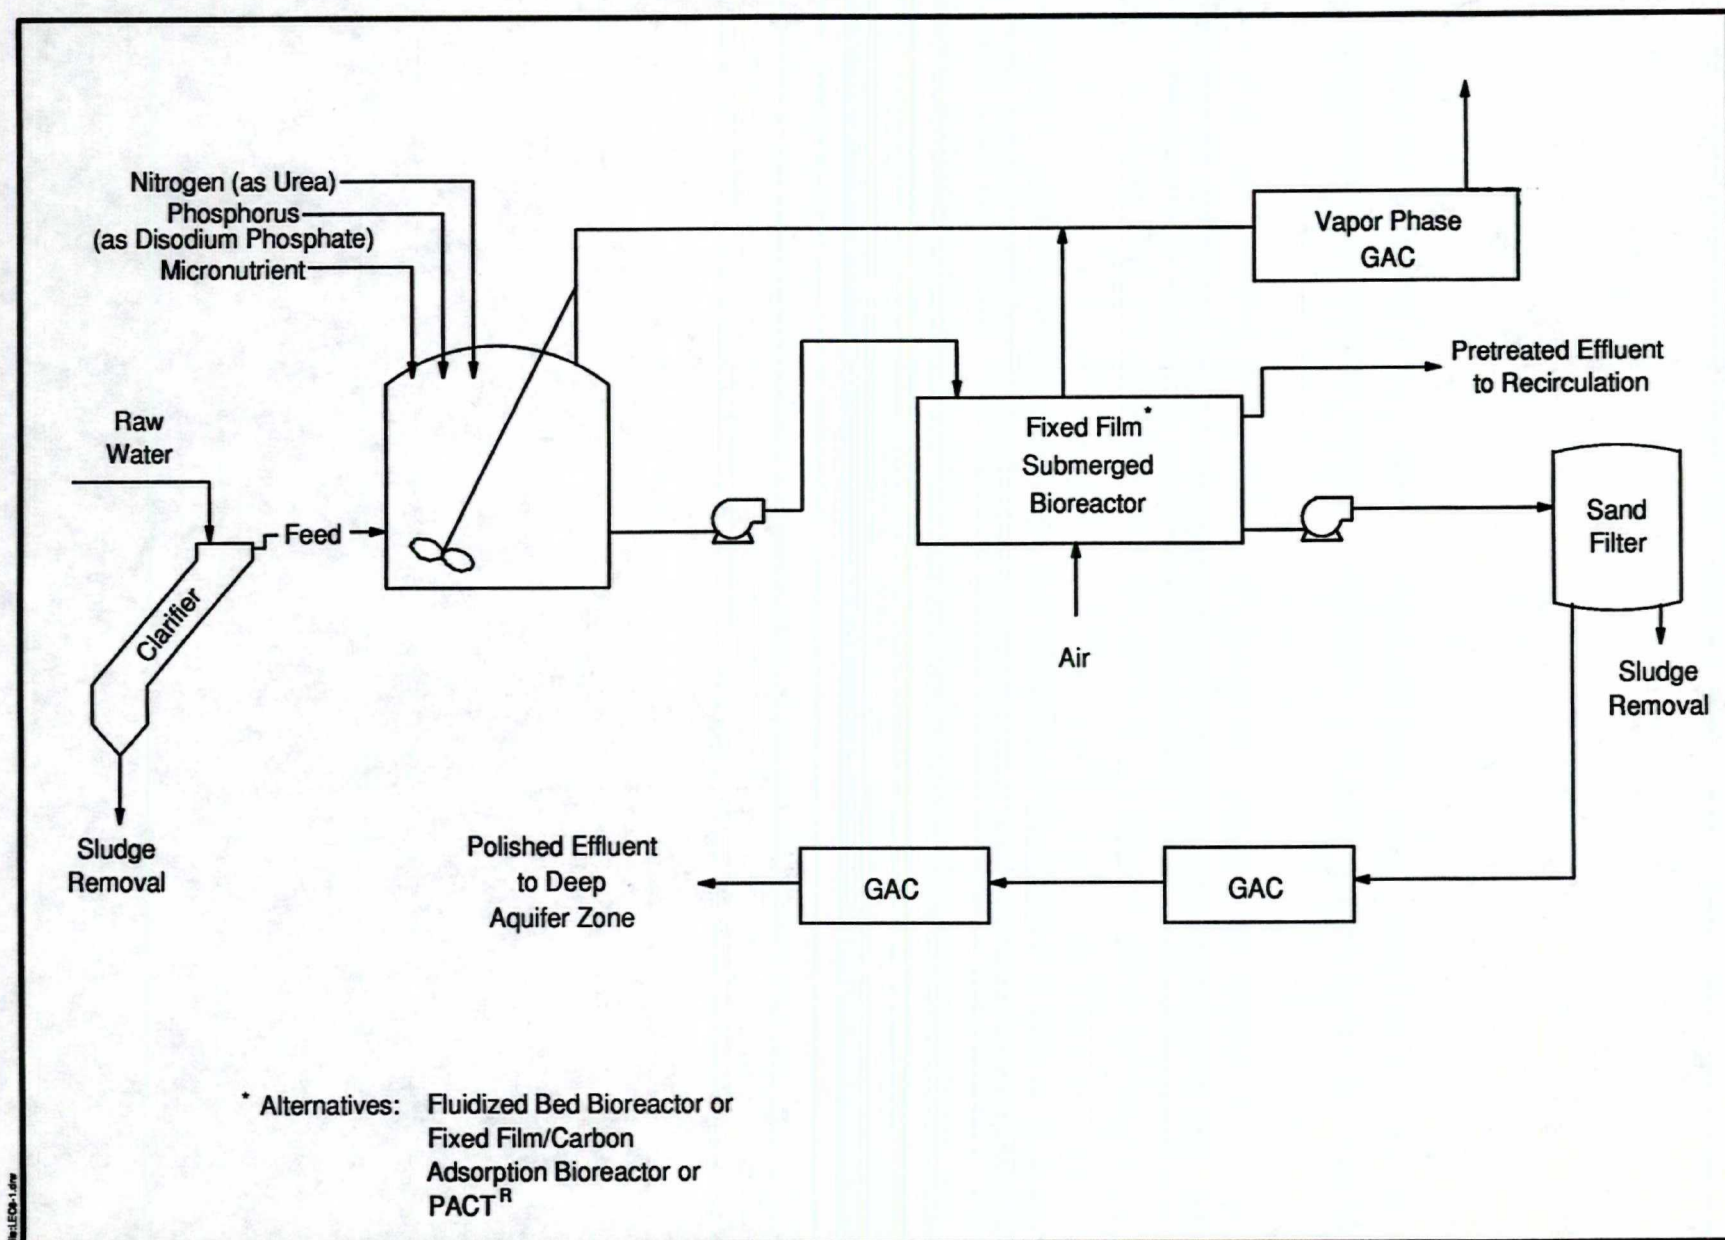 Nitrogen (as Urea)
Phosphorus
(as Disodium Phosphate)
Micronutrient
Vapor Phase
GAC
Pretreated Effluent
to Recirculation
Raw
Water
Feed
Clarifier
Fixed Film*
Submerged
Bioreactor
Sand
Filter
Air
Sludge
Removal
Sludge
Removal
Polished Effluent
to Deep
Aquifer Zone
GAC
GAC
* Alternatives: Fluidized Bed Bioreactor or
Fixed Film/Carbon
Adsorption Bioreactor or
PACT R